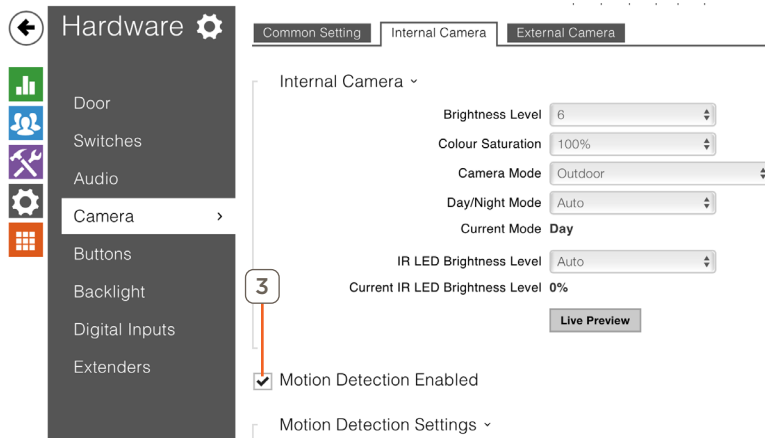 Hardware
Common Setting Internal Camera External Camera
Internal Camera
Door
Switches
Audio
Camera
Buttons
Backlight
Digital Inputs
Extenders
Brightness Level 6
Colour Saturation 100%
Camera Mode Outdoor
Day/Night Mode Auto
Current Mode Day
IR LED Brightness Level Auto
Current IR LED Brightness Level 0%
Live Preview
3
Motion Detection Enabled
Motion Detection Settings